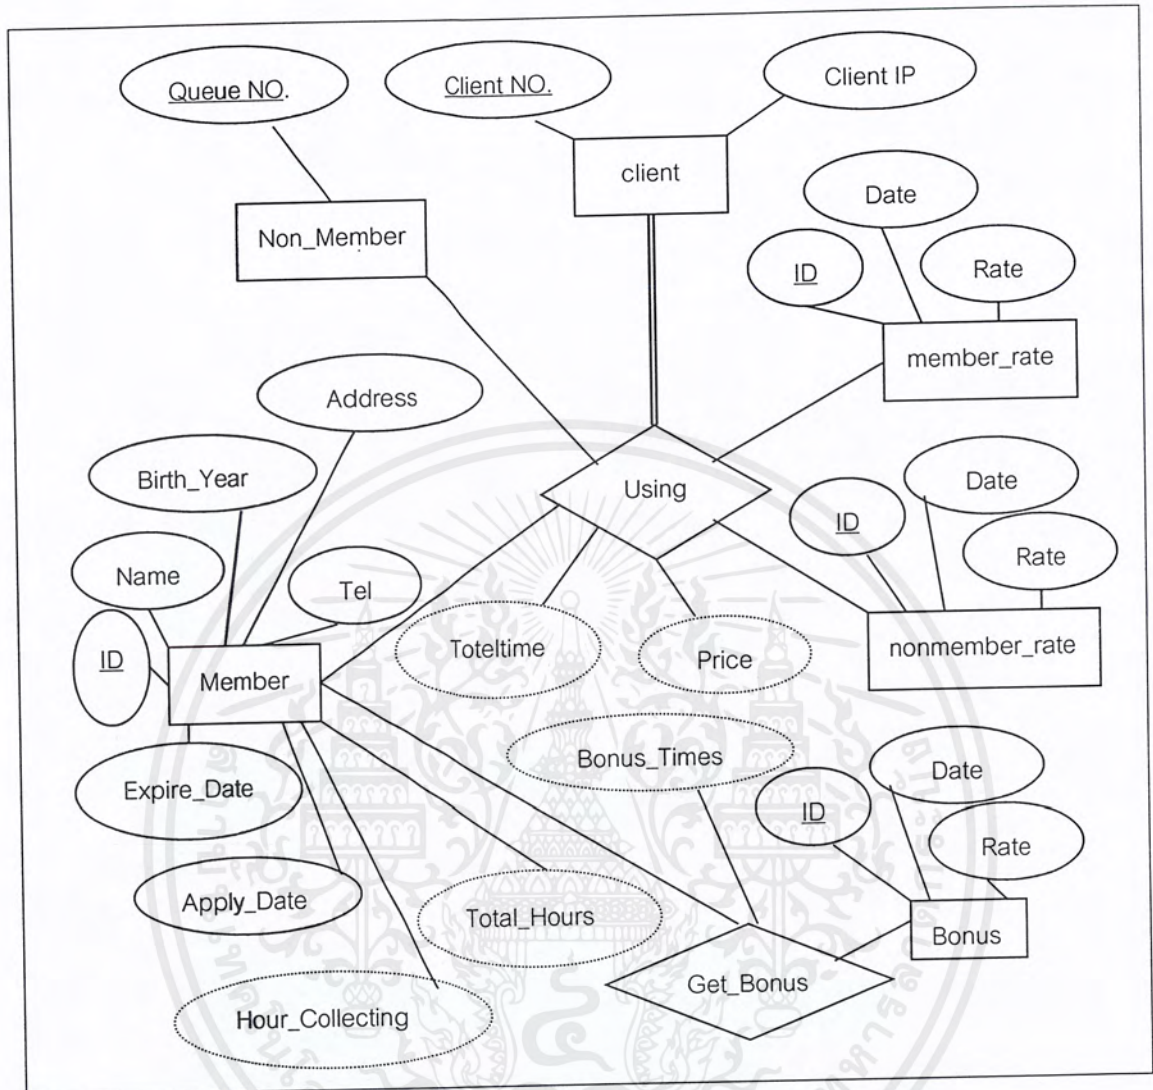 Queue NO.
Client NO.
Client IP
client
Non_Member
Date
ID
Rate
member_rate
Address
Birth_Year
Using
Date
ID
Name
Tel
Rate
ID
Toteltime
Price
nonmember_rate
Member
Bonus_Times
Date
Expire_Date
ID
Rate
Apply_Date
Total_Hours
Bonus
Get_Bonus
Hour_Collecting